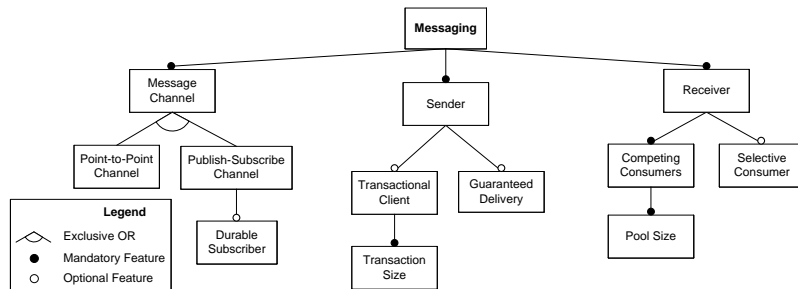 Messaging
Message
Channel
Sender
Receiver
Point-to-Point
Channel
Publish-Subscribe
Channel
Transactional
Client
Guaranteed
Delivery
Competing
Consumers
Selective
Consumer
Durable
Subscriber
Transaction
Size
Pool Size
Legend
Exclusive OR
Mandatory Feature
Optional Feature